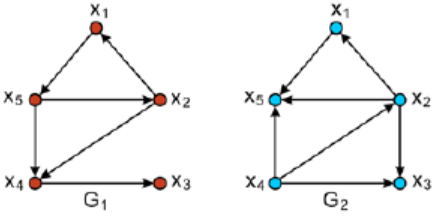 x₁ x₁
x₅ x₂ x₅ x₂
x₄ x₃ x₄ x₃
G₁ G₂